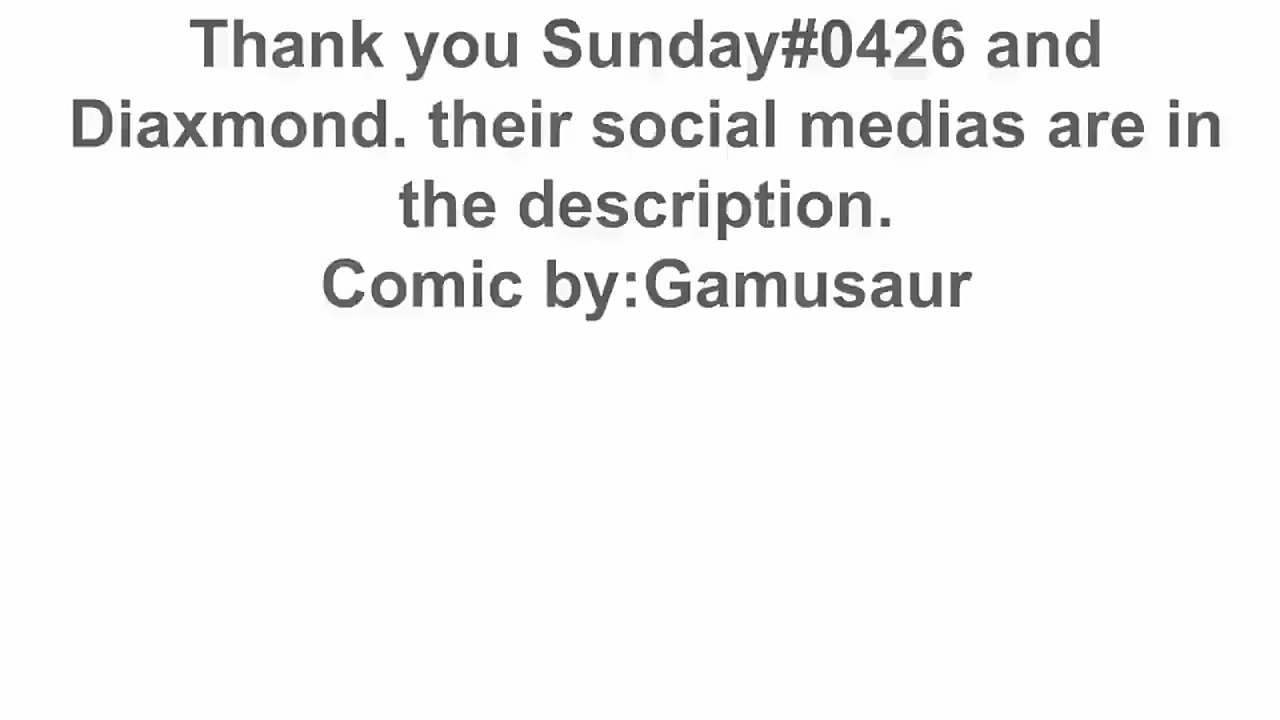 Thank you Sunday#0426 and
Diaxmond. their social medias are in
the description.
Comic by:Gamusaur